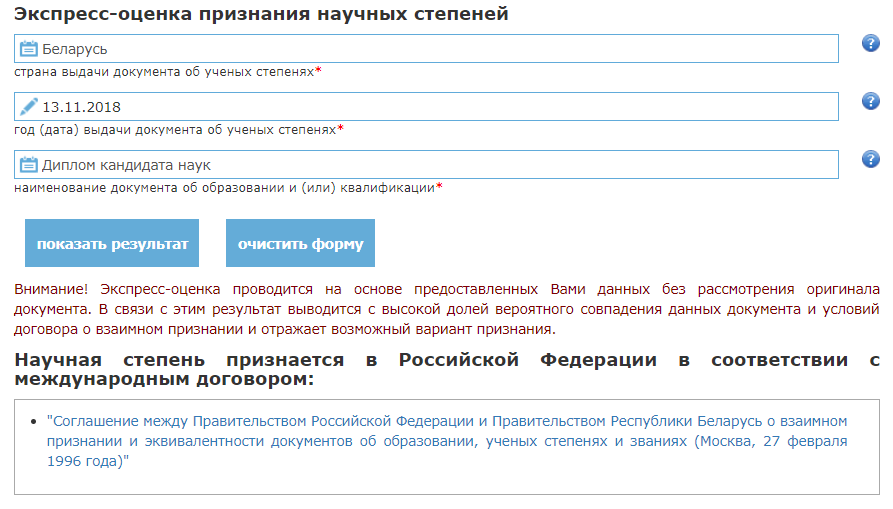 Экспресс-оценка признания научных степеней
Беларусь
?
страна выдачи документа об ученых степенях*
13.11.2018
?
год (дата) выдачи документа об ученых степенях*
Диплом кандидата наук
?
наименование документа об образовании и (или) квалификации*
показать результат очистить форму
Внимание! Экспресс-оценка проводится на основе предоставленных Вами данных без рассмотрения оригинала
документа. В связи с этим результат выводится с высокой долей вероятного совпадения данных документа и условий
договора о взаимном признании и отражает возможный вариант признания.
Научная степень признается в Российской Федерации в соответствии с
международным договором:
• "Соглашение между Правительством Российской Федерации и Правительством Республики Беларусь о взаимном
признании и эквивалентности документов об образовании, ученых степенях и званиях (Москва, 27 февраля
1996 года)"